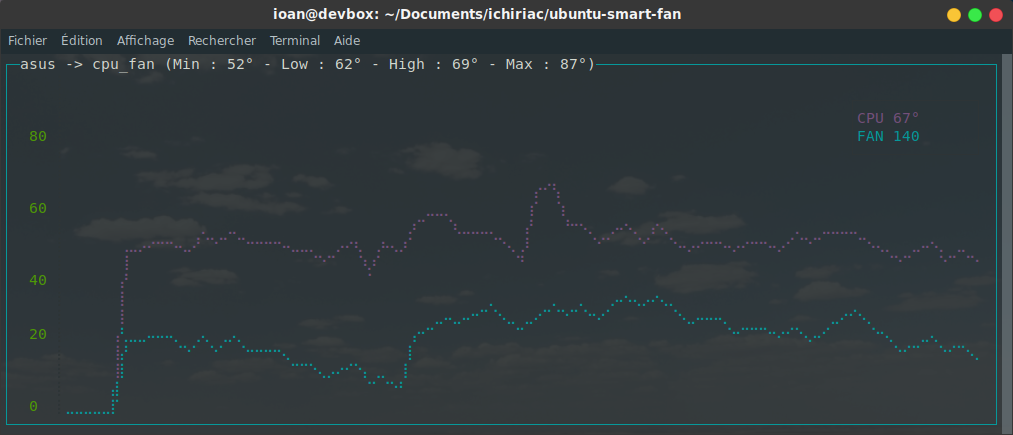 ioan@devbox: ~/Documents/ichiriac/ubuntu-smart-fan
Fichier Édition Affichage Rechercher Terminal Aide
asus -> cpu_fan (Min : 52° - Low : 62° - High : 69° - Max : 87°)
CPU 67°
FAN 140
80
60
40
20
0